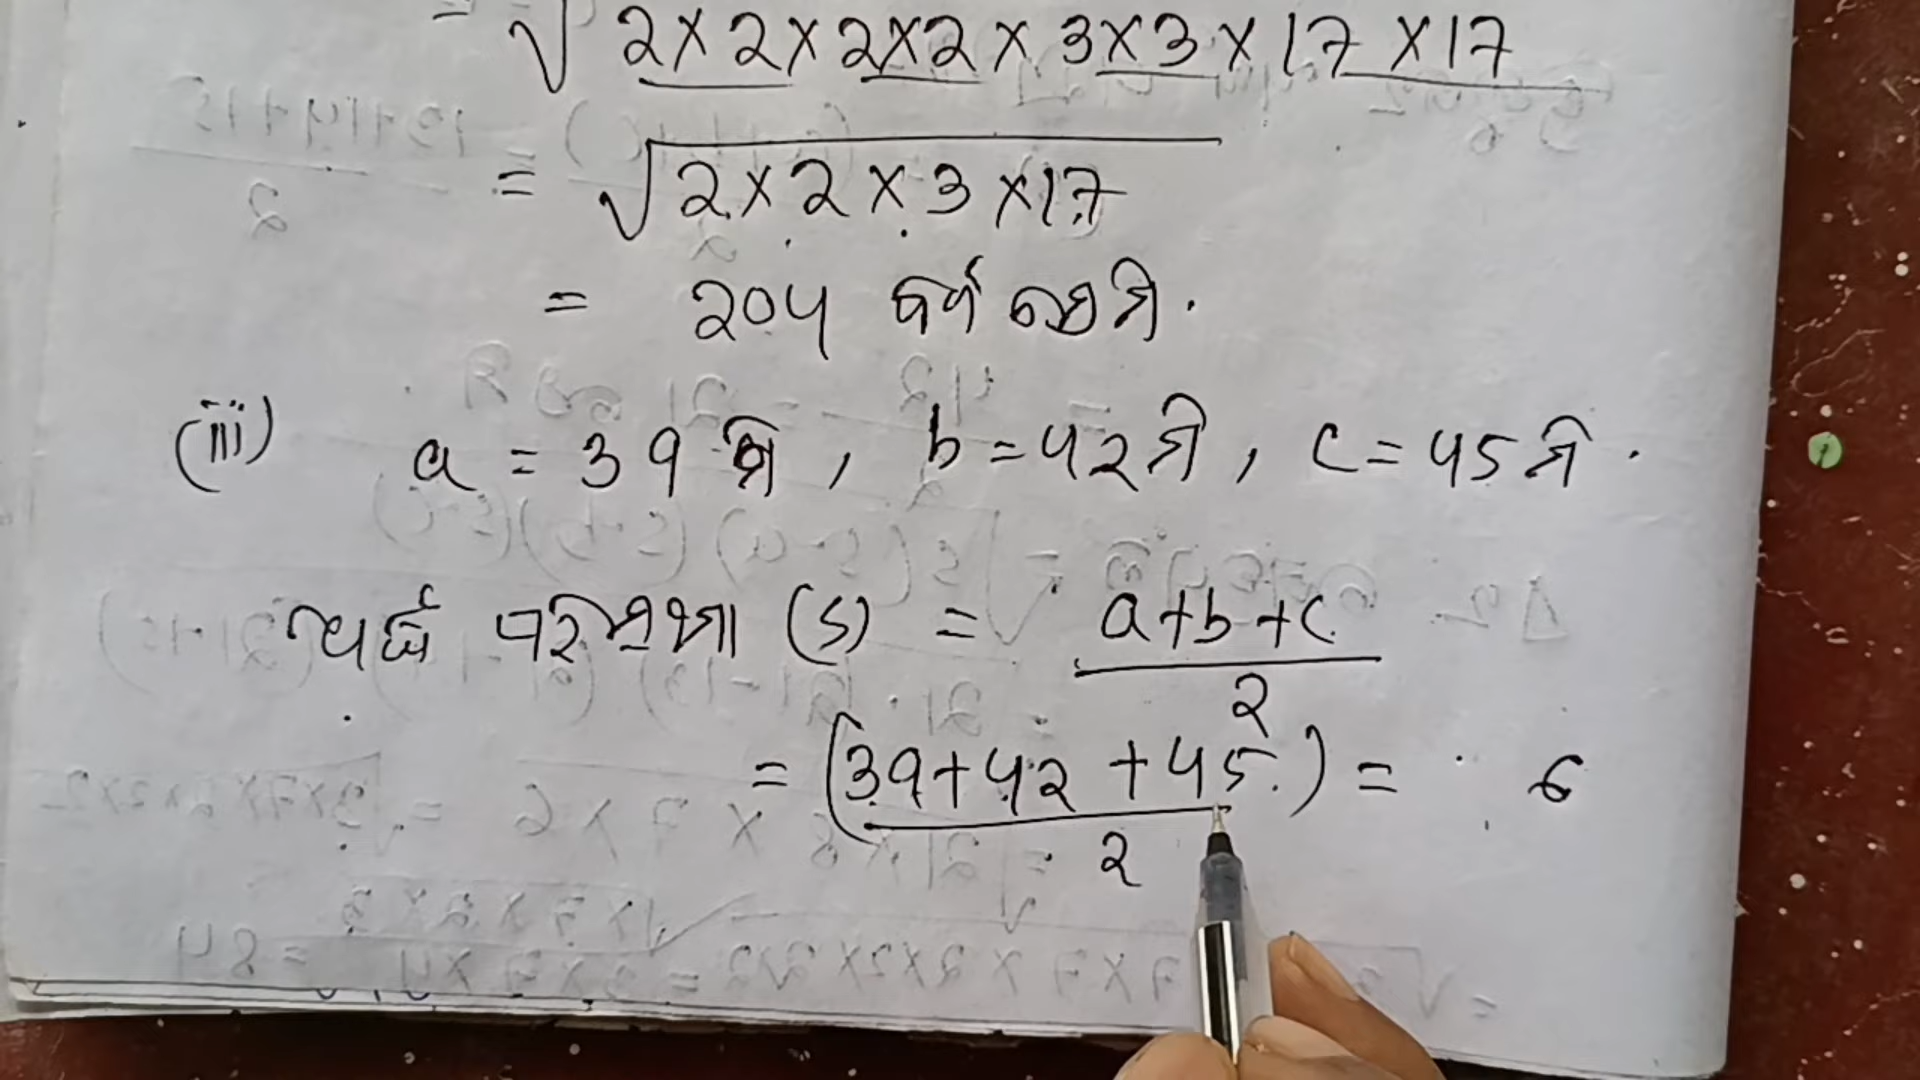 = √2×2×2×2×3×3×17×17
= √2×2×3×17
= 204 ବର୍ଗ ସେମି.
(iii) a = 39 ମି, b = 42 ମି, c = 45 ମି.
ଅର୍ଦ୍ଧ ପରିସୀମା (s) = a+b+c / 2
= (39+42+45) / 2 = 6